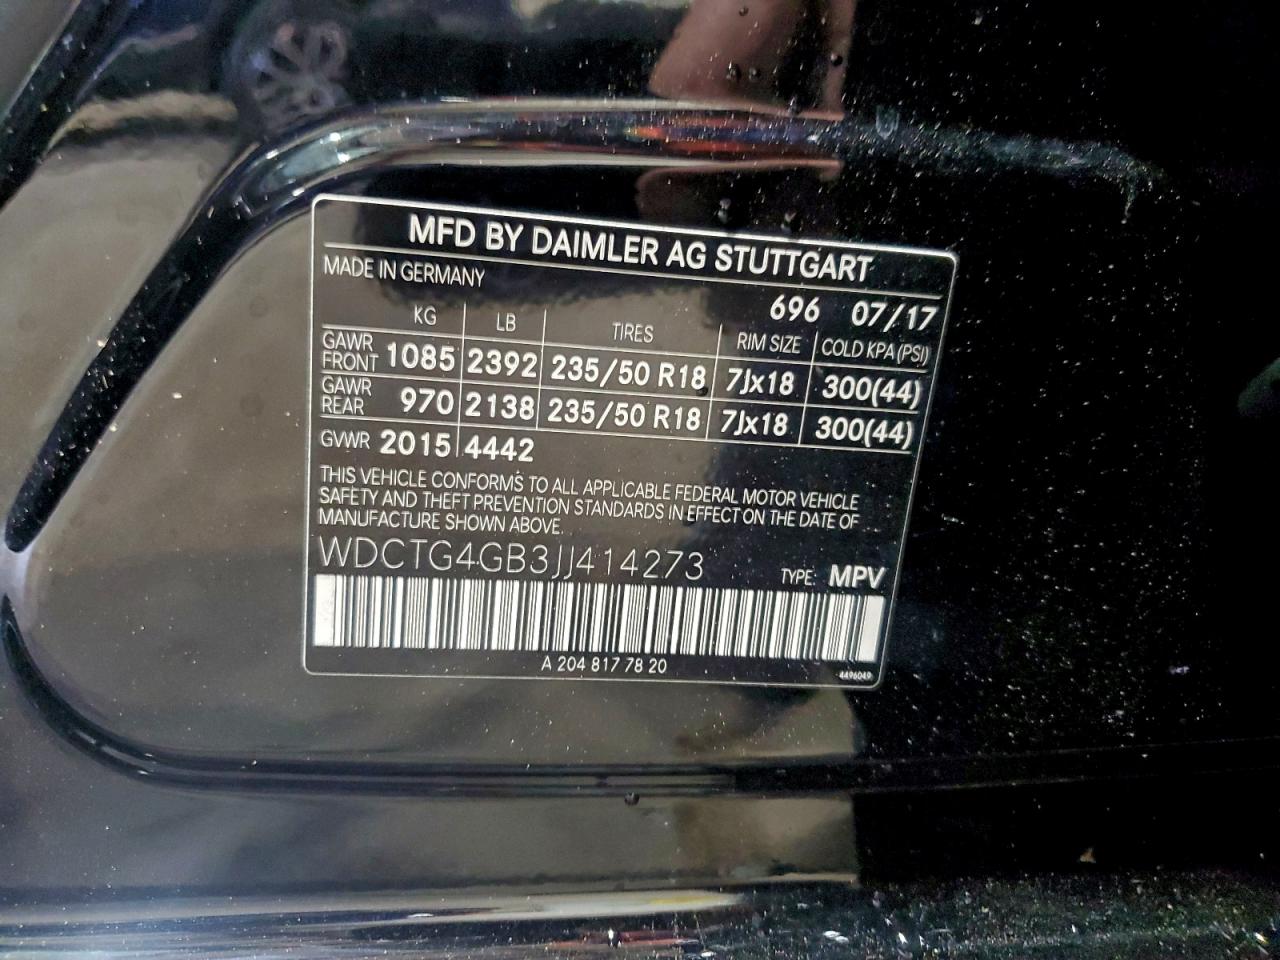 MFD BY DAIMLER AG STUTTGART
MADE IN GERMANY
696 07/17
KG LB TIRES RIM SIZE COLD KPA (PSI)
GAWR FRONT 1085 2392 235/50 R18 7Jx18 300(44)
GAWR REAR 970 2138 235/50 R18 7Jx18 300(44)
GVWR 2015 4442
THIS VEHICLE CONFORMS TO ALL APPLICABLE FEDERAL MOTOR VEHICLE
SAFETY AND THEFT PREVENTION STANDARDS IN EFFECT ON THE DATE OF
MANUFACTURE SHOWN ABOVE.
WDCTG4GB3JJ414273
TYPE: MPV
A 204 817 78 20
4496049